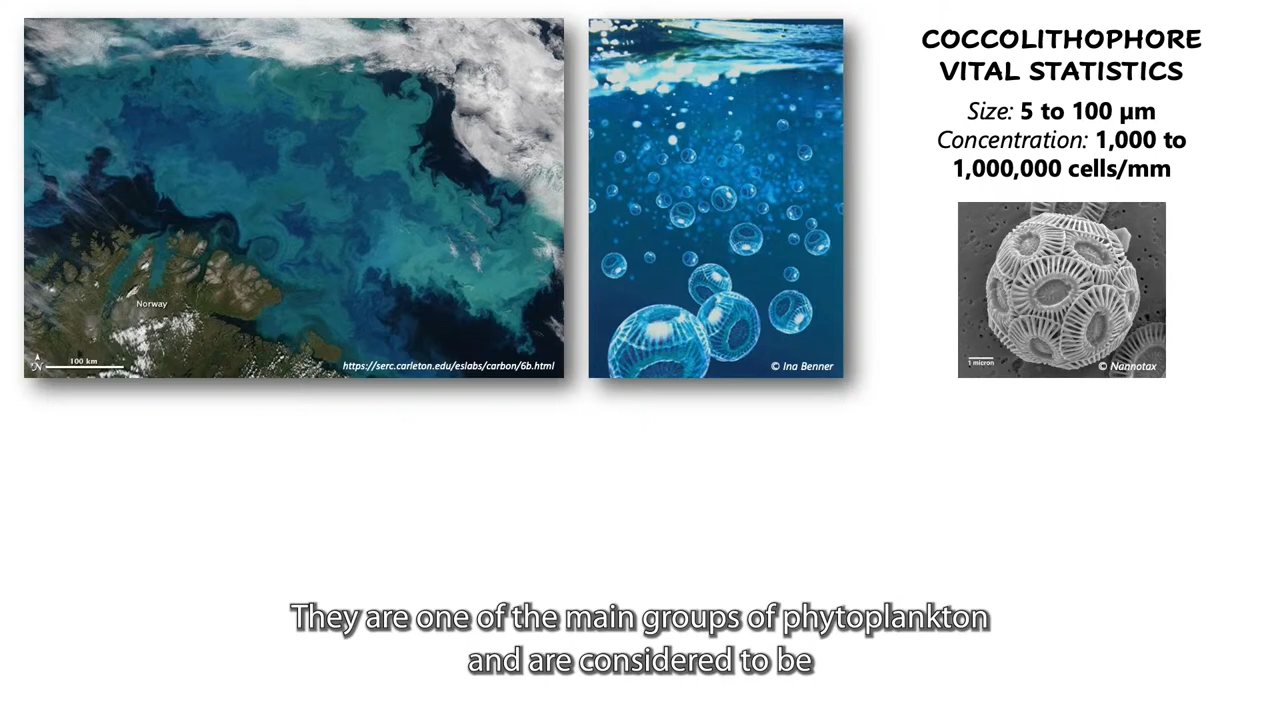 COCCOLITHOPHORE
VITAL STATISTICS
Size: 5 to 100 µm
Concentration: 1,000 to
1,000,000 cells/mm
Norway
100 km
N
https://serc.carleton.edu/eslabs/carbon/6b.html
© Ina Benner
1 micron
© Nannotax
They are one of the main groups of phytoplankton
and are considered to be